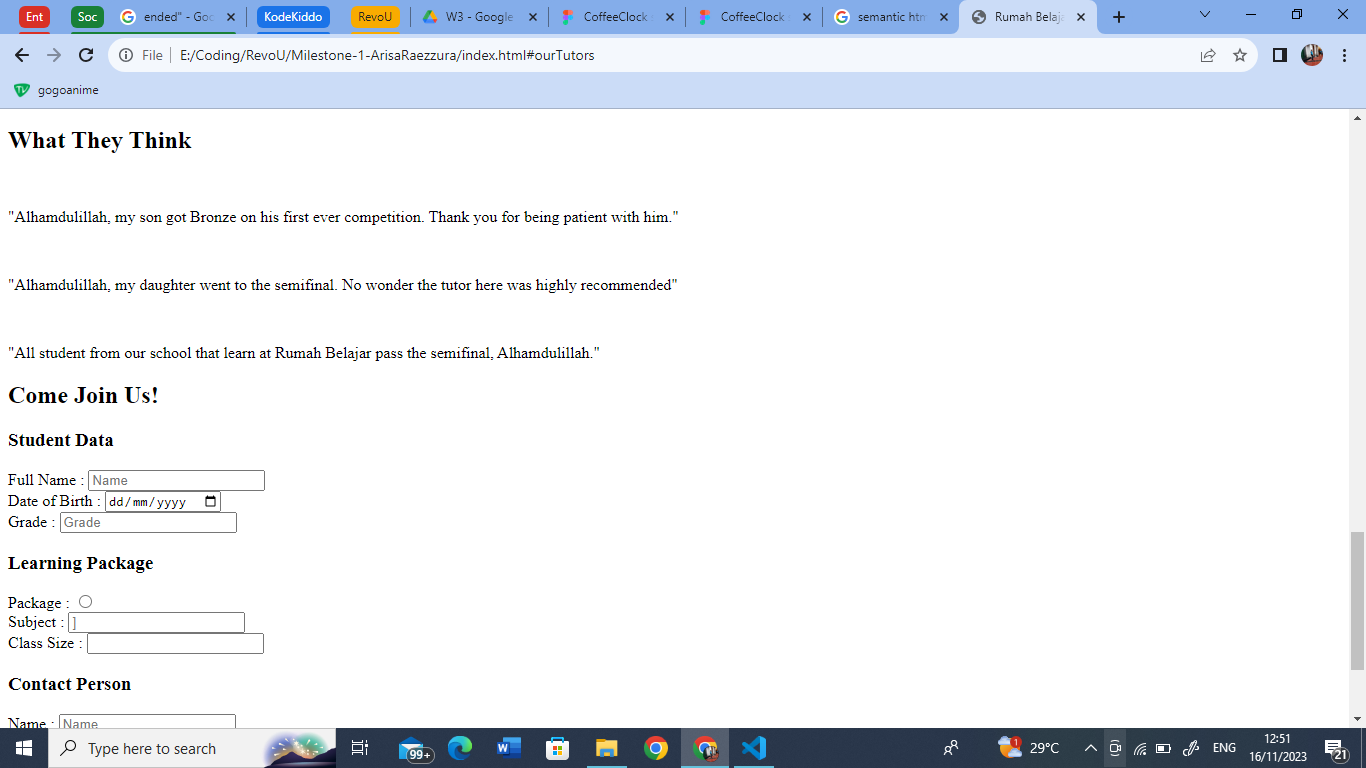 Ent Soc ended" - Goo KodeKiddo RevoU W3 - Google CoffeeClock CoffeeClock semantic htm Rumah Belaja
File E:/Coding/RevoU/Milestone-1-ArisaRaezzura/index.html#ourTutors
gogoanime
What They Think
"Alhamdulillah, my son got Bronze on his first ever competition. Thank you for being patient with him."
"Alhamdulillah, my daughter went to the semifinal. No wonder the tutor here was highly recommended"
"All student from our school that learn at Rumah Belajar pass the semifinal, Alhamdulillah."
Come Join Us!
Student Data
Full Name : Name
Date of Birth : dd/mm/yyyy
Grade : Grade
Learning Package
Package :
Subject : ]
Class Size :
Contact Person
Name : Name
Type here to search 99+ 1 29°C ENG 12:51
16/11/2023 21